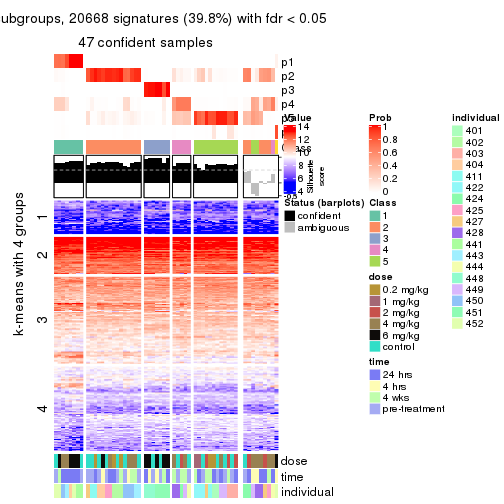 ubgroups, 20668 signatures (39.8%) with fdr < 0.05
47 confident samples
p1
p2
p3
p4
Value
14
12
10
8
6
4
Silhouette
score
k-means with 4 groups
1
2
3
4
dose
time
individual
Status (barplots)
confident
ambiguous
Prob
1
0.8
0.6
0.4
0.2
0
Class
1
2
3
4
5
dose
0.2 mg/kg
1 mg/kg
2 mg/kg
4 mg/kg
6 mg/kg
control
time
24 hrs
4 hrs
4 wks
pre-treatment
individual
401
402
403
404
411
422
424
425
427
428
441
443
444
448
449
450
451
452